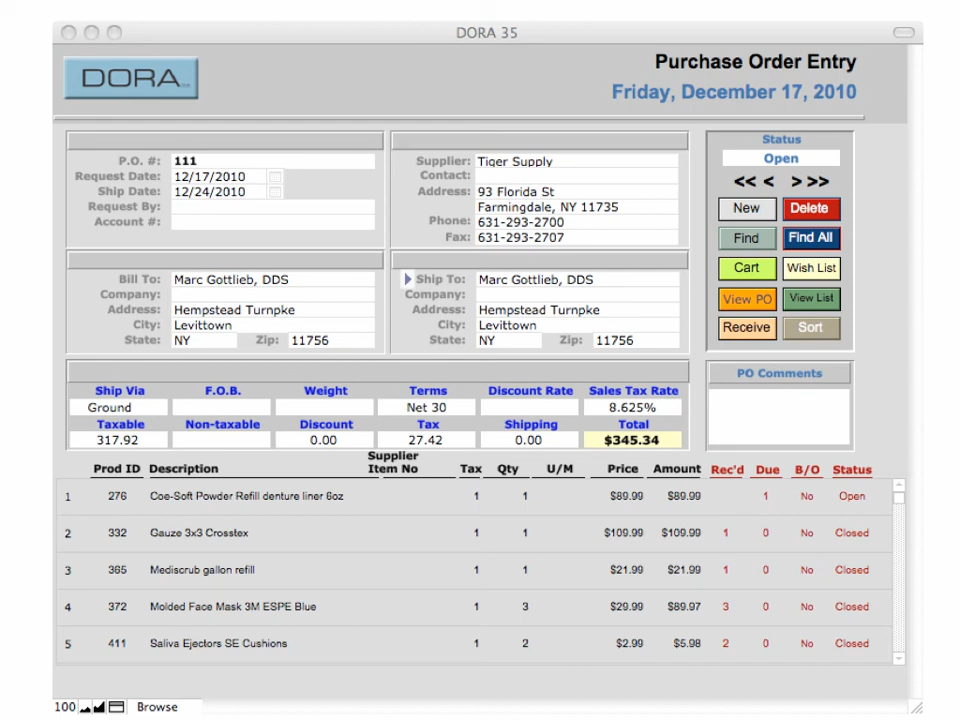 DORA 35
DORA
Purchase Order Entry
Friday, December 17, 2010
P.O. #: 111
Request Date: 12/17/2010
Ship Date: 12/24/2010
Request By:
Account #:
Supplier: Tiger Supply
Contact:
Address: 93 Florida St
Farmingdale, NY 11735
Phone: 631-293-2700
Fax: 631-293-2707
Status
Open
<< < > >>
New Delete
Find Find All
Cart Wish List
View PO View List
Receive Sort
Bill To: Marc Gottlieb, DDS
Company:
Address: Hempstead Turnpke
City: Levittown
State: NY Zip: 11756
Ship To: Marc Gottlieb, DDS
Company:
Address: Hempstead Turnpke
City: Levittown
State: NY Zip: 11756
PO Comments
Ship Via F.O.B. Weight Terms Discount Rate Sales Tax Rate
Ground Net 30 8.625%
Taxable Non-taxable Discount Tax Shipping Total
317.92 0.00 27.42 0.00 $345.34
Prod ID Description Supplier Item No Tax Qty U/M Price Amount Rec'd Due B/O Status
1 276 Coe-Soft Powder Refill denture liner 6oz 1 1 $89.99 $89.99 1 No Open
2 332 Gauze 3x3 Crosstex 1 1 $109.99 $109.99 1 0 No Closed
3 365 Mediscrub gallon refill 1 1 $21.99 $21.99 1 0 No Closed
4 372 Molded Face Mask 3M ESPE Blue 1 3 $29.99 $89.97 3 0 No Closed
5 411 Saliva Ejectors SE Cushions 1 2 $2.99 $5.98 2 0 No Closed
100 Browse